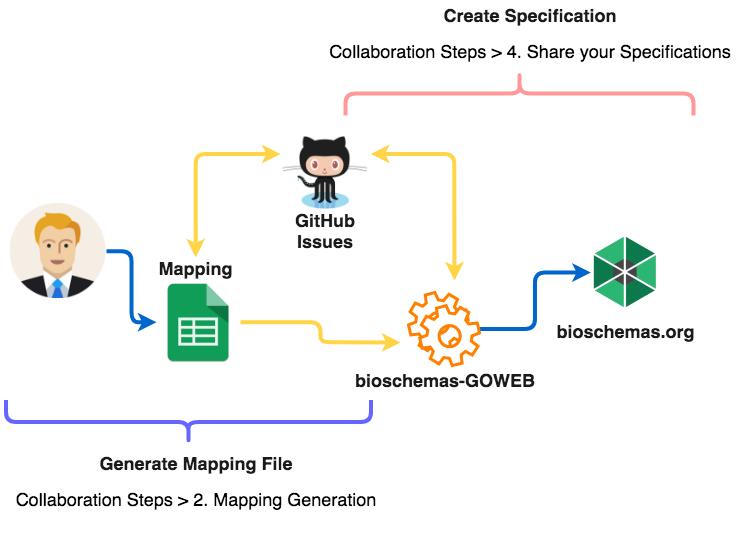 Create Specification
Collaboration Steps > 4. Share your Specifications
GitHub
Issues
Mapping
bioschemas.org
bioschemas-GOWEB
Generate Mapping File
Collaboration Steps > 2. Mapping Generation